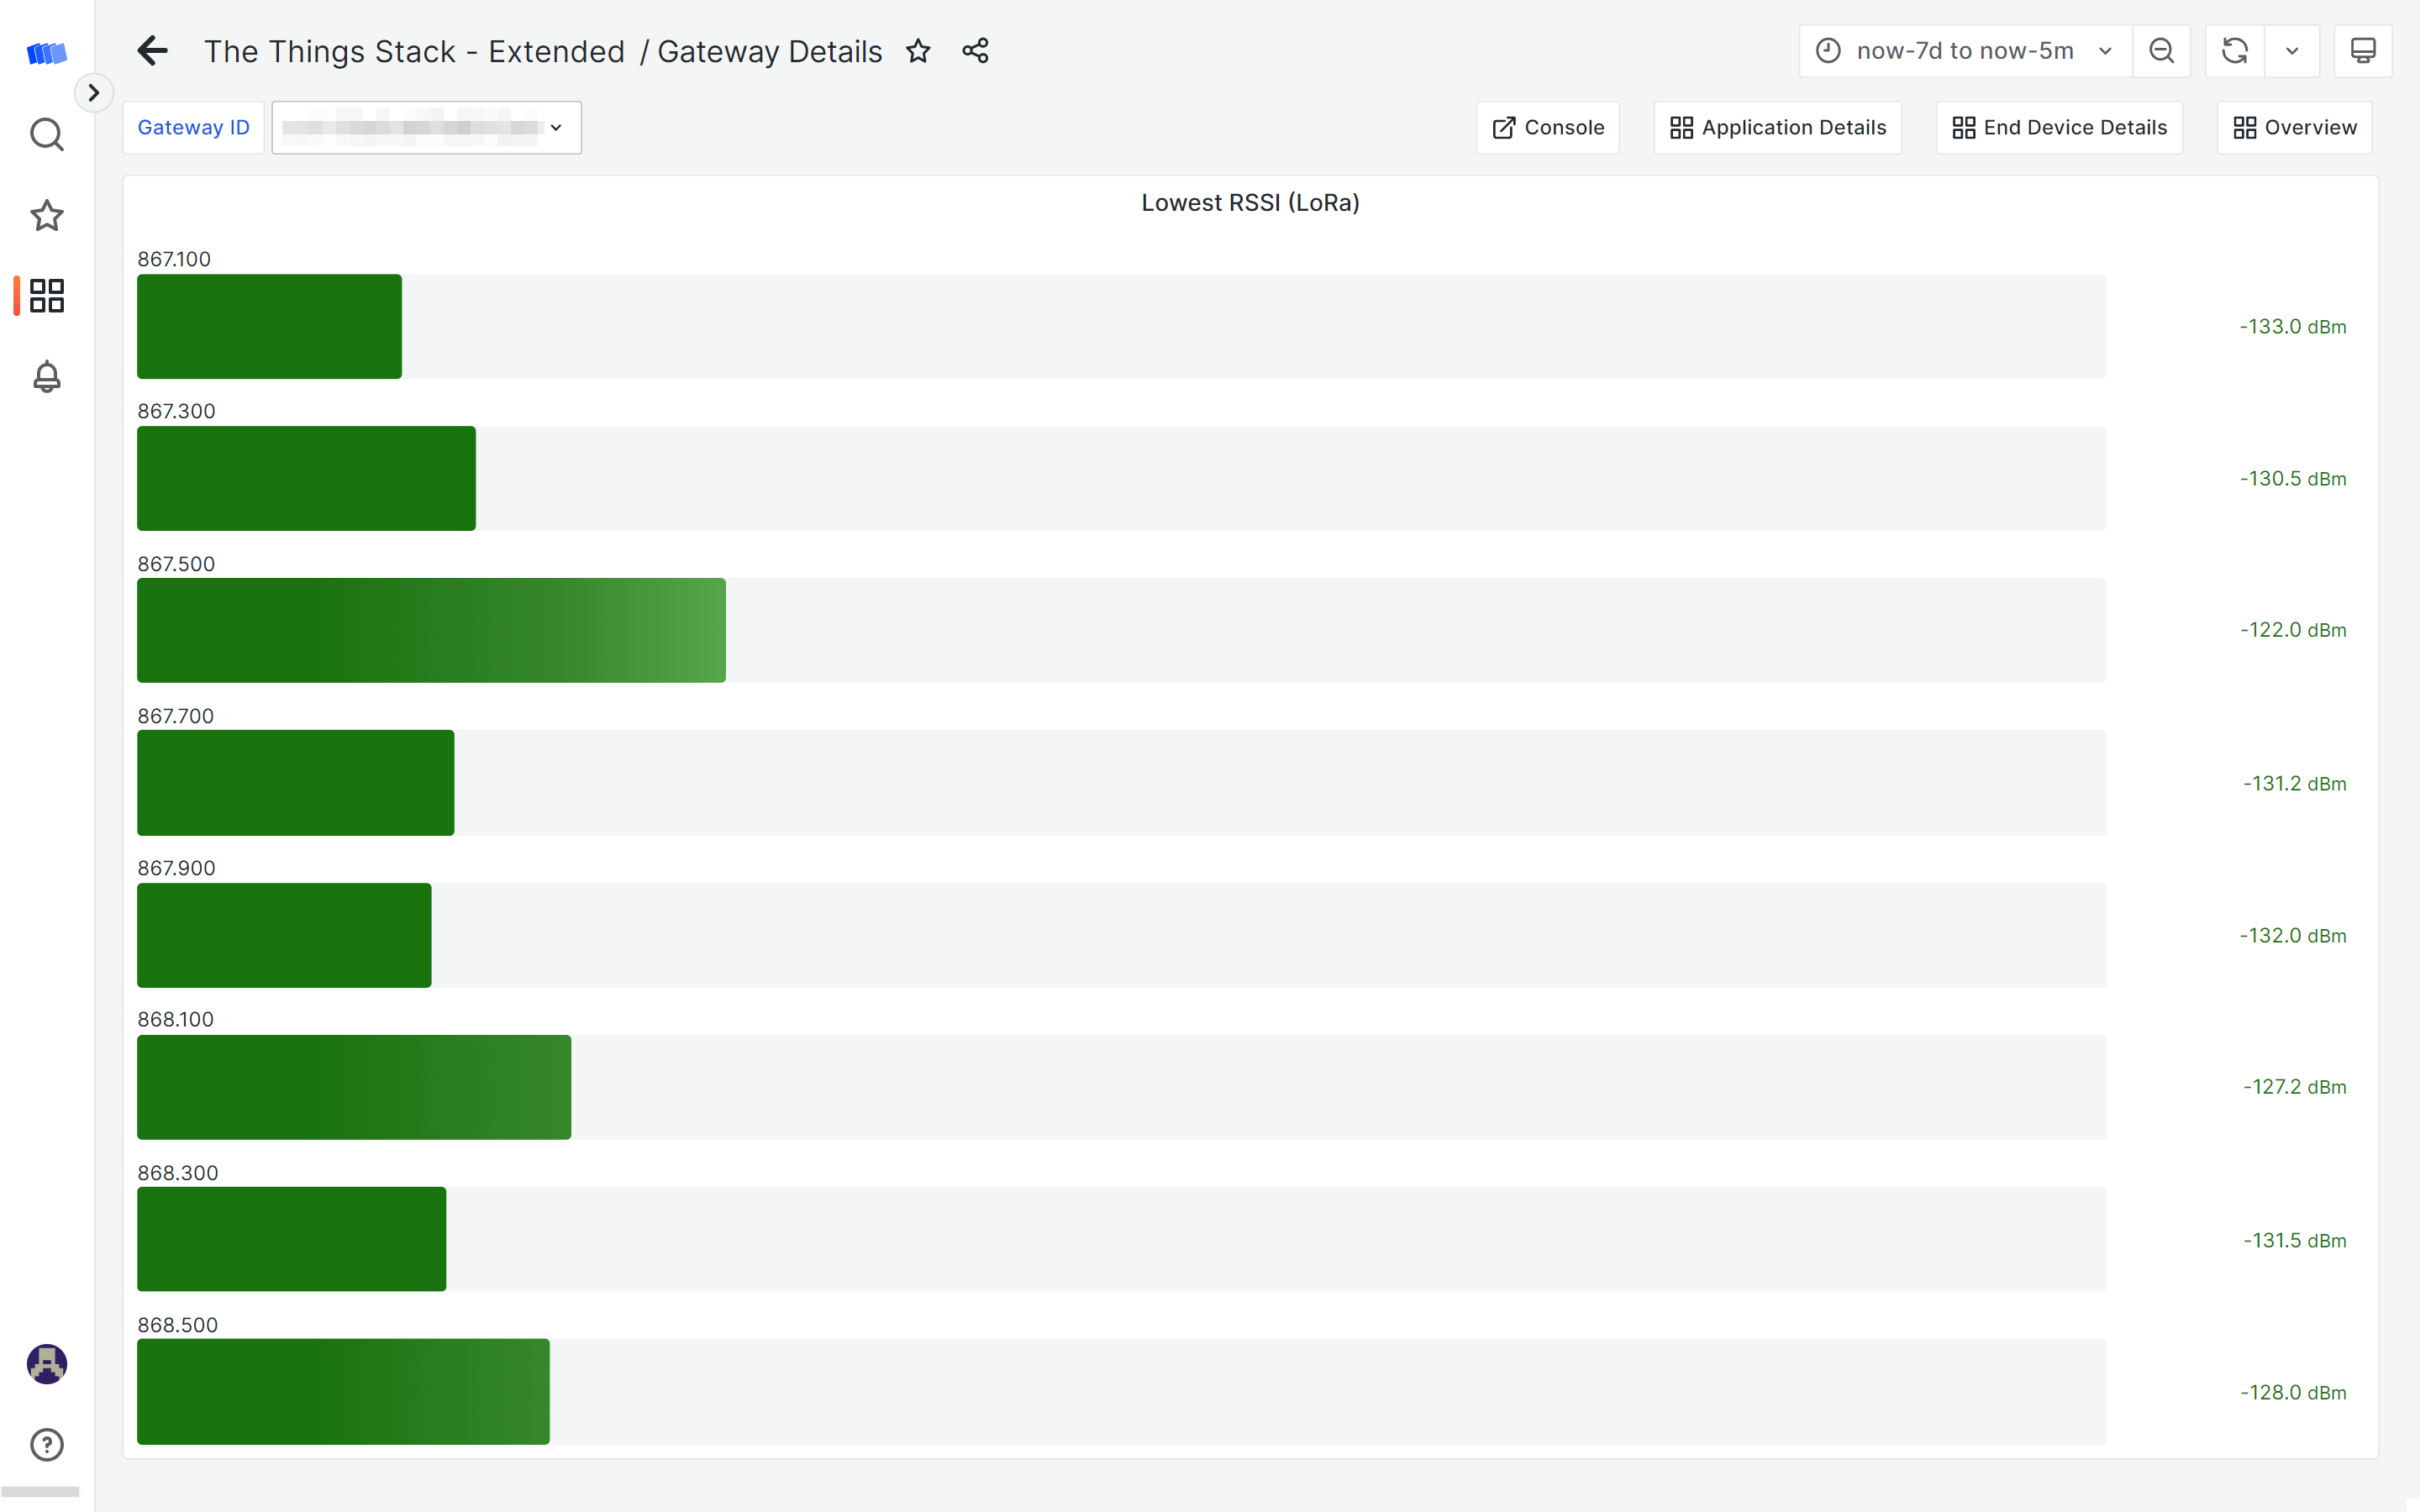 The Things Stack - Extended / Gateway Details
now-7d to now-5m
Gateway ID
Console
Application Details
End Device Details
Overview
Lowest RSSI (LoRa)
867.100
-133.0 dBm
867.300
-130.5 dBm
867.500
-122.0 dBm
867.700
-131.2 dBm
867.900
-132.0 dBm
868.100
-127.2 dBm
868.300
-131.5 dBm
868.500
-128.0 dBm